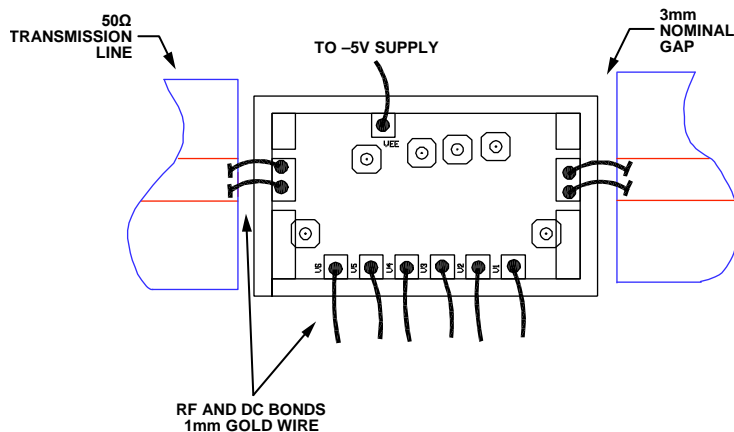 50Ω
TRANSMISSION
LINE
3mm
NOMINAL
GAP
TO –5V SUPPLY
VEE
V6
V5
V4
V3
V2
V1
RF AND DC BONDS
1mm GOLD WIRE